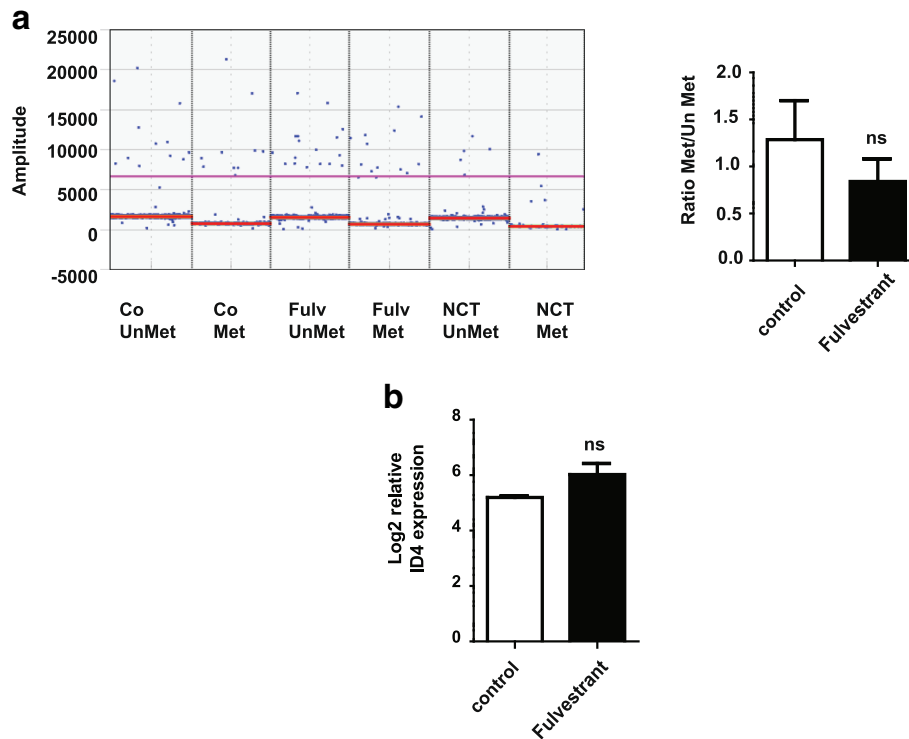 a
Amplitude
25000
20000
15000
10000
5000
0
-5000
Co
UnMet
Co
Met
Fulv
UnMet
Fulv
Met
NCT
UnMet
NCT
Met
Ratio Met/Un Met
2.0
1.5
1.0
0.5
0.0
ns
control
Fulvestrant
b
Log2 relative
ID4 expression
8
6
4
2
0
ns
control
Fulvestrant